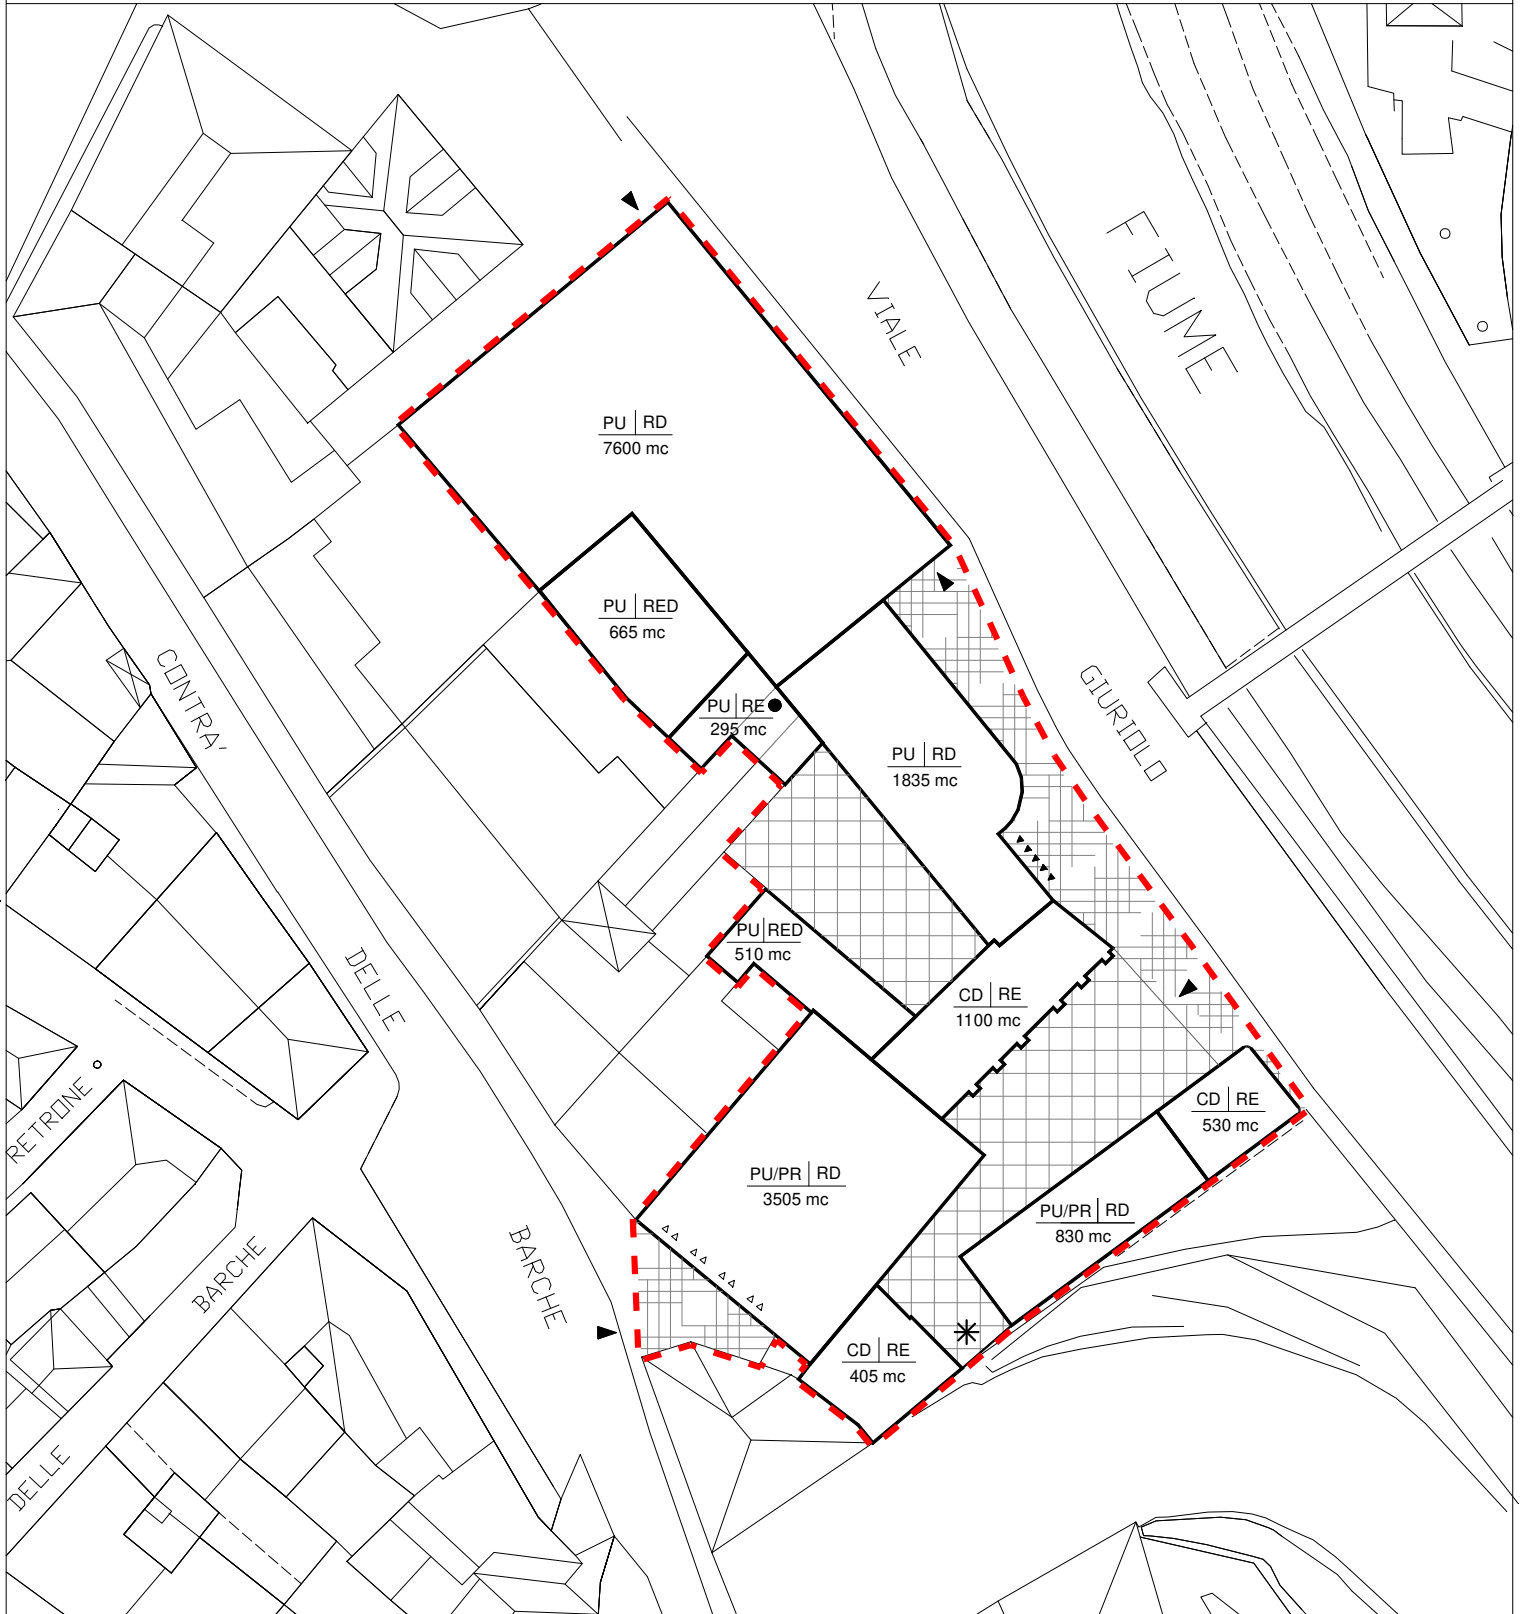 FIUME
VIALE
PU RD
7600 mc
PU RED
665 mc
CONTRA'
GIURIOLO
PU RE
295 mc
PU RD
1835 mc
PU RED
510 mc
DELLE
CD RE
1100 mc
RETRONE
CD RE
530 mc
PU/PR RD
3505 mc
PU/PR RD
830 mc
BARCHE
BARCHE
CD RE
405 mc
DELLE